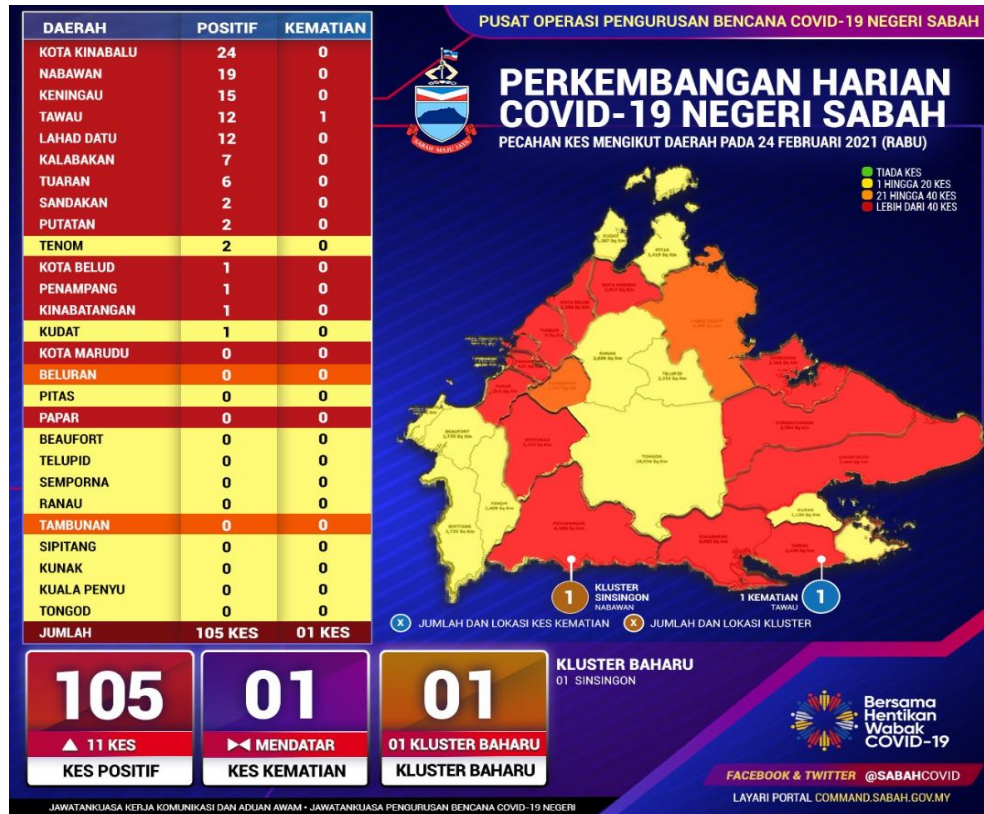 PUSAT OPERASI PENGURUSAN BENCANA COVID-19 NEGERI SABAH
PERKEMBANGAN HARIAN
COVID-19 NEGERI SABAH
PECAHAN KES MENGIKUT DAERAH PADA 24 FEBRUARI 2021 (RABU)
SABAH MAJU JAYA
DAERAH POSITIF KEMATIAN
KOTA KINABALU 24 0
NABAWAN 19 0
KENINGAU 15 0
TAWAU 12 1
LAHAD DATU 12 0
KALABAKAN 7 0
TUARAN 6 0
SANDAKAN 2 0
PUTATAN 2 0
TENOM 2 0
KOTA BELUD 1 0
PENAMPANG 1 0
KINABATANGAN 1 0
KUDAT 1 0
KOTA MARUDU 0 0
BELURAN 0 0
PITAS 0 0
PAPAR 0 0
BEAUFORT 0 0
TELUPID 0 0
SEMPORNA 0 0
RANAU 0 0
TAMBUNAN 0 0
SIPITANG 0 0
KUNAK 0 0
KUALA PENYU 0 0
TONGOD 0 0
JUMLAH 105 KES 01 KES
TIADA KES
1 HINGGA 20 KES
21 HINGGA 40 KES
LEBIH DARI 40 KES
KUDAT
PITAS
TELUPID
BEAUFORT
TONGOD
1
KLUSTER
SINSINGON
NABAWAN
1 KEMATIAN
TAWAU
1
X JUMLAH DAN LOKASI KES KEMATIAN
X JUMLAH DAN LOKASI KLUSTER
105
11 KES
KES POSITIF
01
MENDATAR
KES KEMATIAN
01
01 KLUSTER BAHARU
KLUSTER BAHARU
KLUSTER BAHARU
01 SINSINGON
Bersama
Hentikan
Wabak
COVID-19
FACEBOOK & TWITTER @SABAHCOVID
LAYARI PORTAL COMMAND.SABAH.GOV.MY
JAWATANKUASA KERJA KOMUNIKASI DAN ADUAN AWAM • JAWATANKUASA PENGURUSAN BENCANA COVID-19 NEGERI